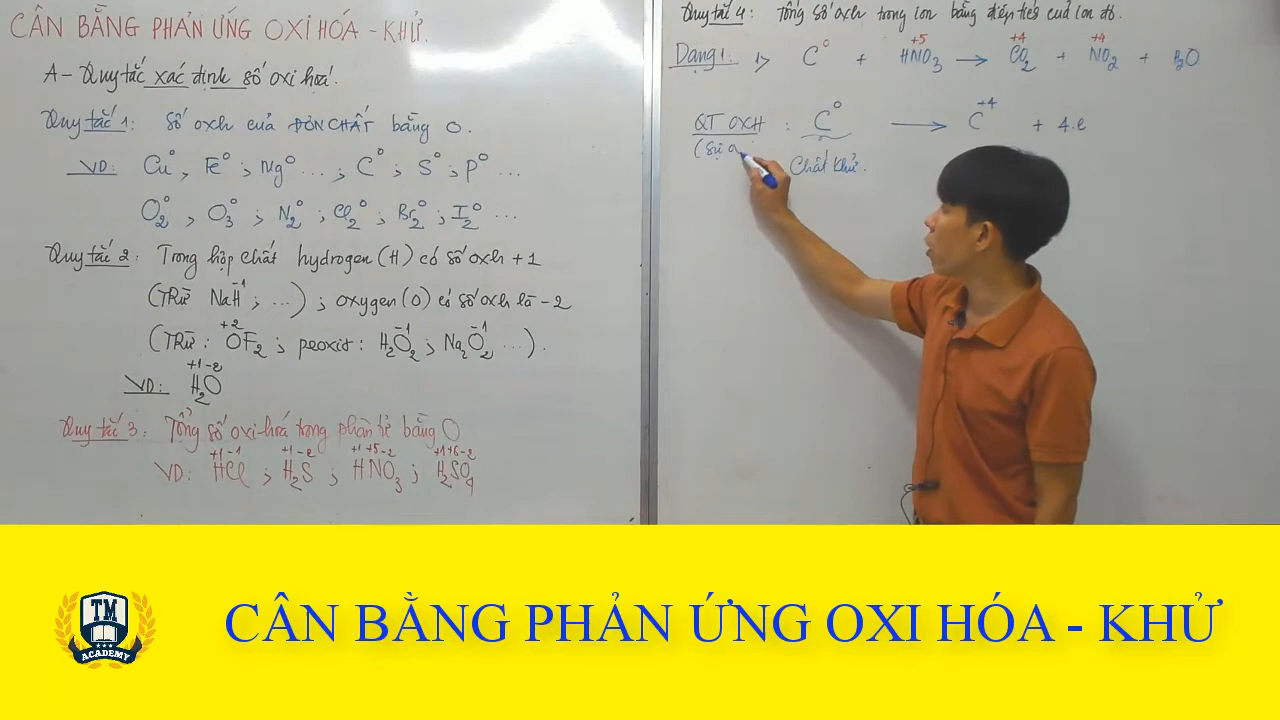 CÂN BẰNG PHẢN ỨNG OXI HÓA - KHỬ.
A - Quy tắc xác định số oxi hoá.
Quy tắc 1: Số oxh của ĐƠN CHẤT bằng 0.
VD: Cu⁰, Fe⁰; Mg⁰ ...; C⁰; S⁰; P⁰ ...
O₂⁰, O₃⁰; N₂⁰; Cl₂⁰; Br₂⁰; I₂⁰ ...
Quy tắc 2: Trong hợp chất hydrogen (H) có số oxh +1
(TRỪ NaH⁻¹; ...); oxygen (O) có số oxh là -2
(TRỪ: O⁺²F₂; peoxit: H₂O₂⁻¹; Na₂O₂⁻¹ ...).
VD: H₂⁺¹O⁻²
Quy tắc 3: Tổng số oxi-hoá trong phân tử bằng 0
VD: H⁺¹Cl⁻¹; H₂⁺¹S⁻²; H⁺¹N⁺⁵O₃⁻²; H₂⁺¹S⁺⁶O₄⁻²
Quy tắc 4: Tổng số oxh trong ion bằng điện tích của ion đó.
Dạng 1: 1> C⁰ + HN⁺⁵O₃ → C⁺⁴O₂ + N⁺⁴O₂ + H₂O
QT OXH: C⁰ → C⁺⁴ + 4.e
(Sự o
Chất khử.
TM
ACADEMY
CÂN BẰNG PHẢN ỨNG OXI HÓA - KHỬ